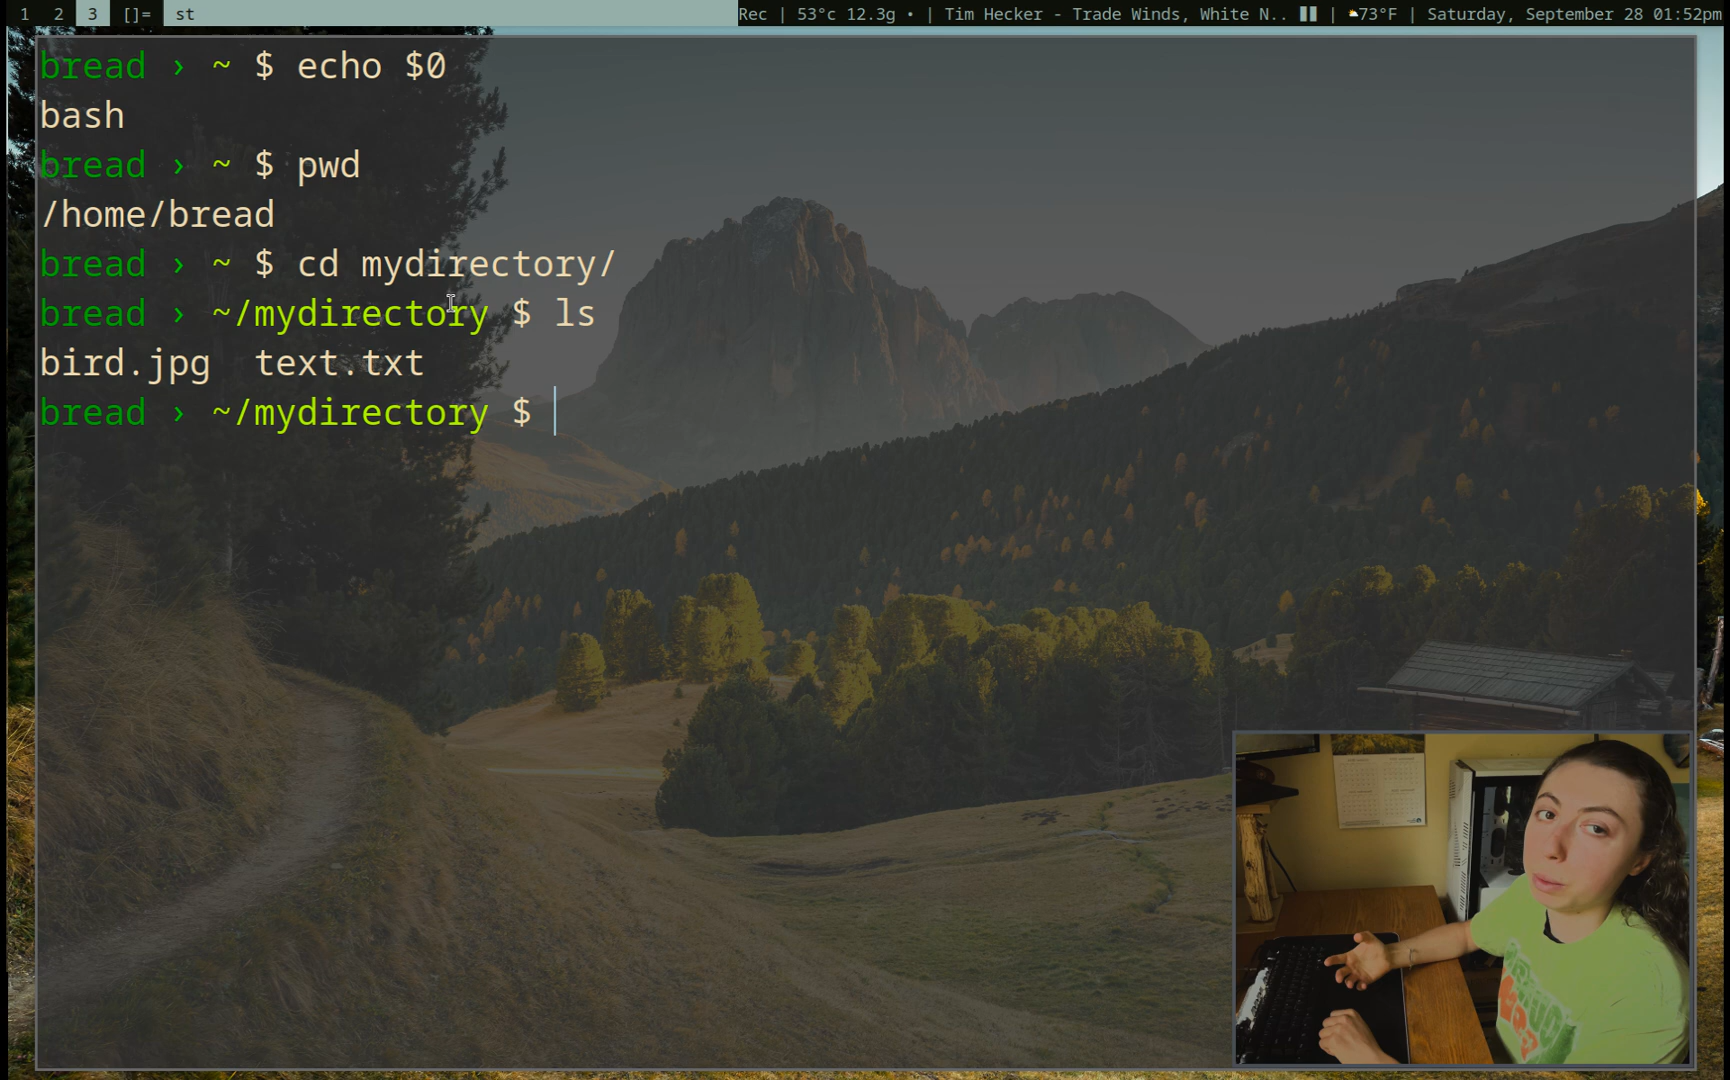 1 2 3 []= st Rec | 53°c 12.3g • | Tim Hecker - Trade Winds, White N.. ▮▮ | ⛅73°F | Saturday, September 28 01:52pm
bread › ~ $ echo $0
bash
bread › ~ $ pwd
/home/bread
bread › ~ $ cd mydirectory/
bread › ~/mydirectory $ ls
bird.jpg  text.txt
bread › ~/mydirectory $